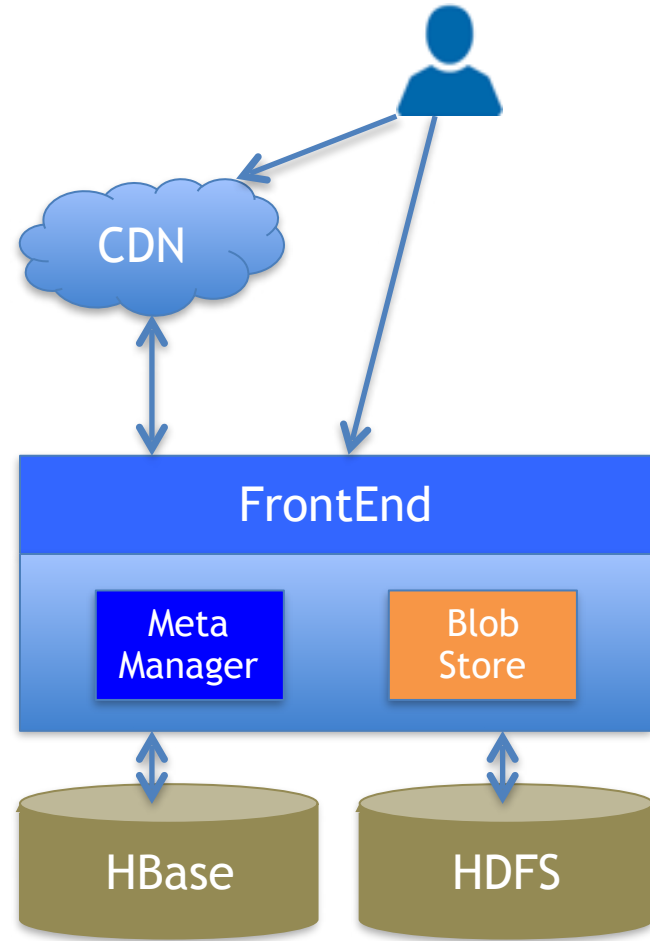 CDN
FrontEnd
Meta
Manager
Blob
Store
HBase
HDFS